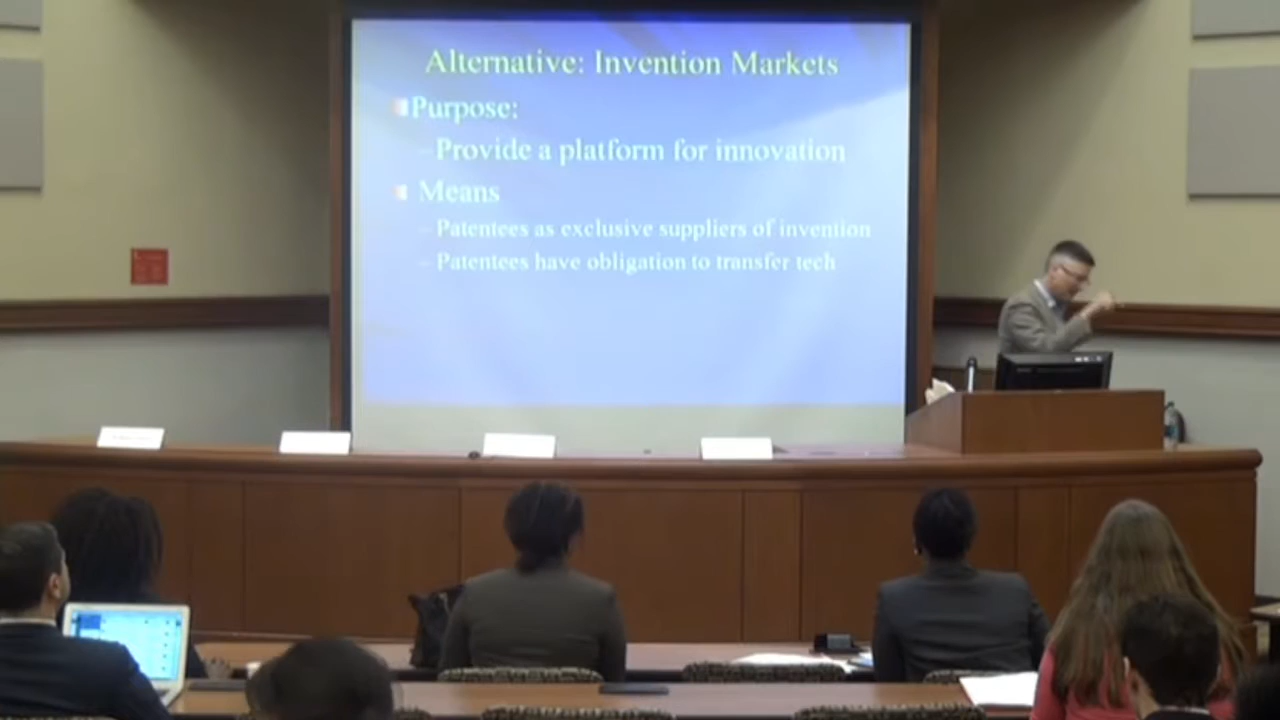 Alternative: Invention Markets
Purpose:
–Provide a platform for innovation
Means
– Patentees as exclusive suppliers of invention
– Patentees have obligation to transfer tech